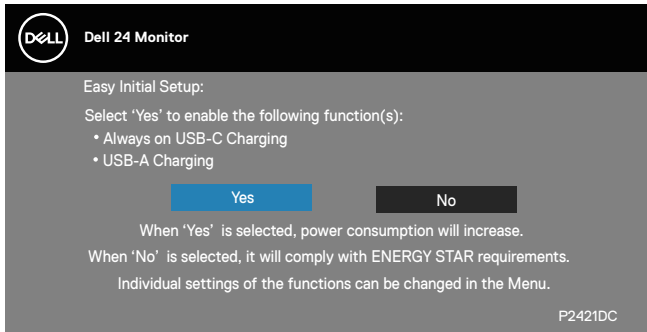 DELL
Dell 24 Monitor
Easy Initial Setup:
Select ‘Yes’ to enable the following function(s):
• Always on USB-C Charging
• USB-A Charging
Yes
No
When ‘Yes’ is selected, power consumption will increase.
When ‘No’ is selected, it will comply with ENERGY STAR requirements.
Individual settings of the functions can be changed in the Menu.
P2421DC